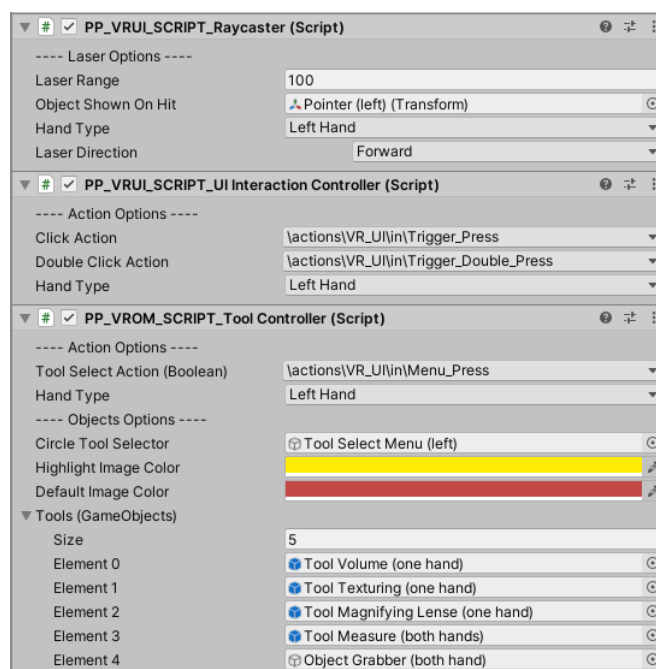 PP_VRUI_SCRIPT_Raycaster (Script)
---- Laser Options ----
Laser Range 100
Object Shown On Hit Pointer (left) (Transform)
Hand Type Left Hand
Laser Direction Forward
PP_VRUI_SCRIPT_UI Interaction Controller (Script)
---- Action Options ----
Click Action \actions\VR_UI\in\Trigger_Press
Double Click Action \actions\VR_UI\in\Trigger_Double_Press
Hand Type Left Hand
PP_VROM_SCRIPT_Tool Controller (Script)
---- Action Options ----
Tool Select Action (Boolean) \actions\VR_UI\in\Menu_Press
Hand Type Left Hand
---- Objects Options ----
Circle Tool Selector Tool Select Menu (left)
Highlight Image Color
Default Image Color
Tools (GameObjects)
Size 5
Element 0 Tool Volume (one hand)
Element 1 Tool Texturing (one hand)
Element 2 Tool Magnifying Lense (one hand)
Element 3 Tool Measure (both hands)
Element 4 Object Grabber (both hand)